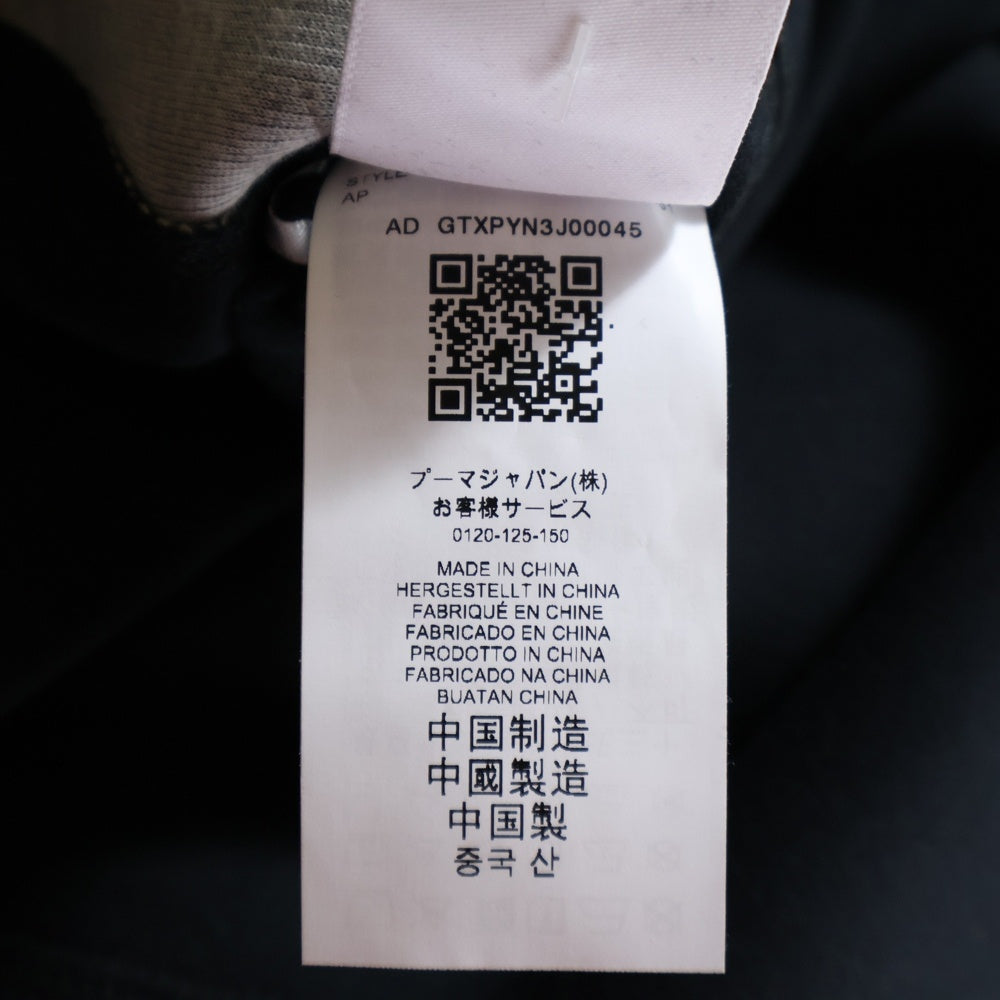 STYLE
AP
AD GTXPYN3J00045
プーマジャパン(株)
お客様サービス
0120-125-150
MADE IN CHINA
HERGESTELLT IN CHINA
FABRIQUÉ EN CHINE
FABRICADO EN CHINA
PRODOTTO IN CHINA
FABRICADO NA CHINA
BUATAN CHINA
中国制造
中國製造
中国製
중국 산